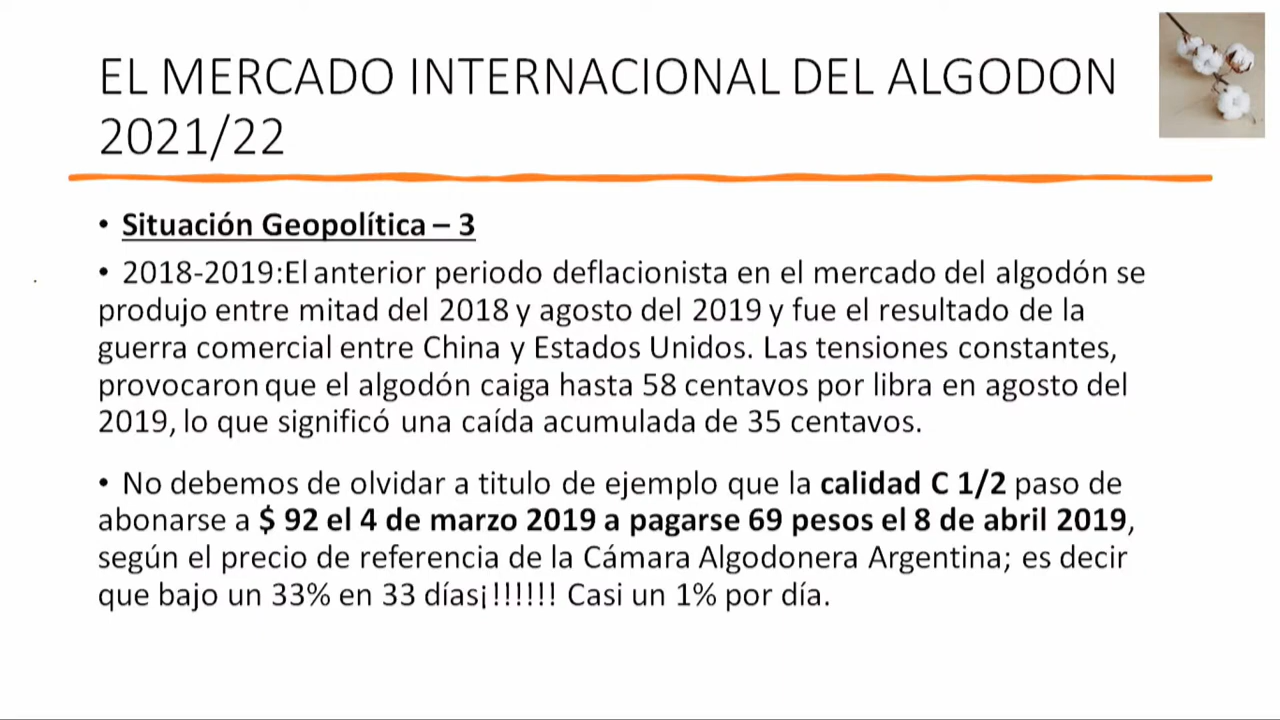 EL MERCADO INTERNACIONAL DEL ALGODON
2021/22
• Situación Geopolítica – 3
• 2018-2019:El anterior periodo deflacionista en el mercado del algodón se
produjo entre mitad del 2018 y agosto del 2019 y fue el resultado de la
guerra comercial entre China y Estados Unidos. Las tensiones constantes,
provocaron que el algodón caiga hasta 58 centavos por libra en agosto del
2019, lo que significó una caída acumulada de 35 centavos.
• No debemos de olvidar a titulo de ejemplo que la calidad C 1/2 paso de
abonarse a $ 92 el 4 de marzo 2019 a pagarse 69 pesos el 8 de abril 2019,
según el precio de referencia de la Cámara Algodonera Argentina; es decir
que bajo un 33% en 33 días¡!!!!!! Casi un 1% por día.